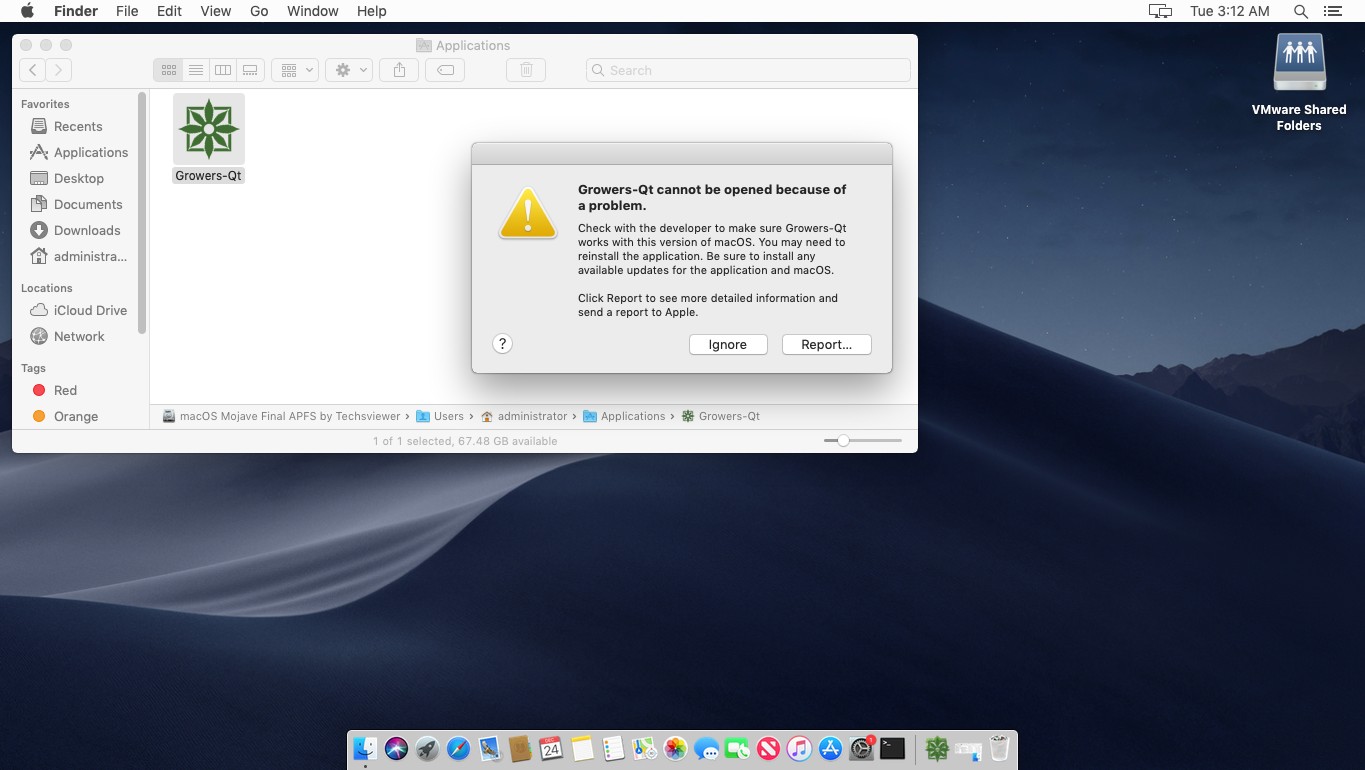 Finder File Edit View Go Window Help Tue 3:12 AM
Applications
Search
Favorites
Recents
Applications
Desktop
Documents
Downloads
administra...
Locations
iCloud Drive
Network
Tags
Red
Orange
Growers-Qt
Growers-Qt cannot be opened because of
a problem.
Check with the developer to make sure Growers-Qt
works with this version of macOS. You may need to
reinstall the application. Be sure to install any
available updates for the application and macOS.
Click Report to see more detailed information and
send a report to Apple.
? Ignore Report...
macOS Mojave Final APFS by Techsviewer › Users › administrator › Applications › Growers-Qt
1 of 1 selected, 67.48 GB available
VMware Shared
Folders
24
1